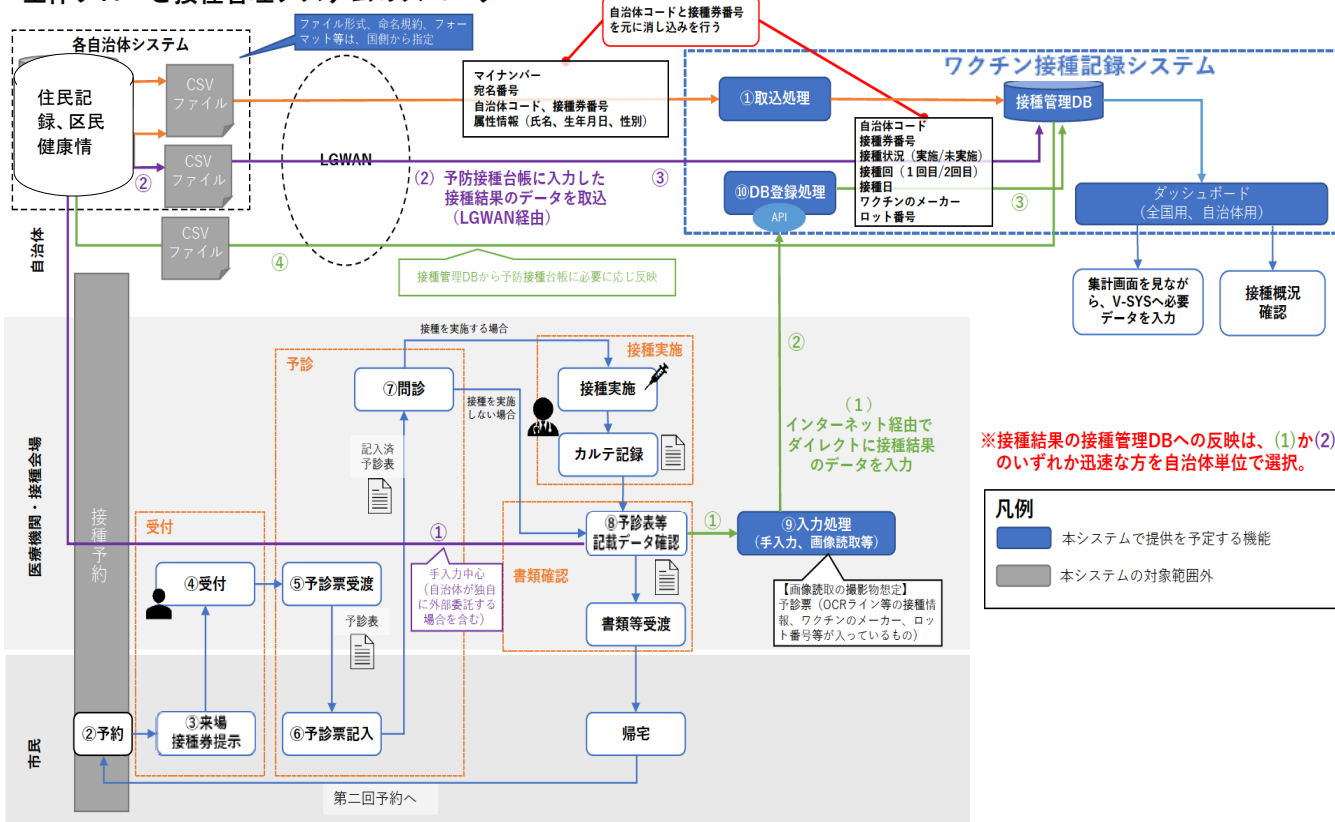 ファイル形式、命名規約、フォー
マット等は、国側から指定
自治体コードと接種券番号
を元に消し込みを行う
各自治体システム
住民記
録、区民
健康情
CSV
ファイル
CSV
ファイル
②
CSV
ファイル
④
LGWAN
マイナンバー
宛名番号
自治体コード、接種券番号
属性情報（氏名、生年月日、性別）
(2) 予防接種台帳に入力した
接種結果のデータを取込
（LGWAN経由）
③
接種管理DBから予防接種台帳に必要に応じ反映
ワクチン接種記録システム
①取込処理
接種管理DB
自治体コード
接種券番号
接種状況（実施/未実施）
接種回（１回目/2回目）
接種日
ワクチンのメーカー
ロット番号
⑩DB登録処理
API
③
ダッシュボード
（全国用、自治体用）
集計画面を見なが
ら、V-SYSへ必要
データを入力
接種概況
確認
自治体
医療機関・接種会場
市民
接種予約
接種を実施する場合
予診
⑦問診
接種を実施
しない場合
接種実施
接種実施
カルテ記録
②
（1）
インターネット経由で
ダイレクトに接種結果
のデータを入力
記入済
予診表
受付
④受付
⑤予診票受渡
予診表
①
手入力中心
（自治体が独自
に外部委託する
場合を含む）
⑧予診表等
記載データ確認
書類確認
書類等受渡
①
⑨入力処理
（手入力、画像読取等）
【画像読取の撮影物想定】
予診票（OCRライン等の接種情
報、ワクチンのメーカー、ロッ
ト番号等が入っているもの）
②予約
③来場
接種券提示
⑥予診票記入
帰宅
第二回予約へ
※接種結果の接種管理DBへの反映は、(1)か(2)
のいずれか迅速な方を自治体単位で選択。
凡例
本システムで提供を予定する機能
本システムの対象範囲外